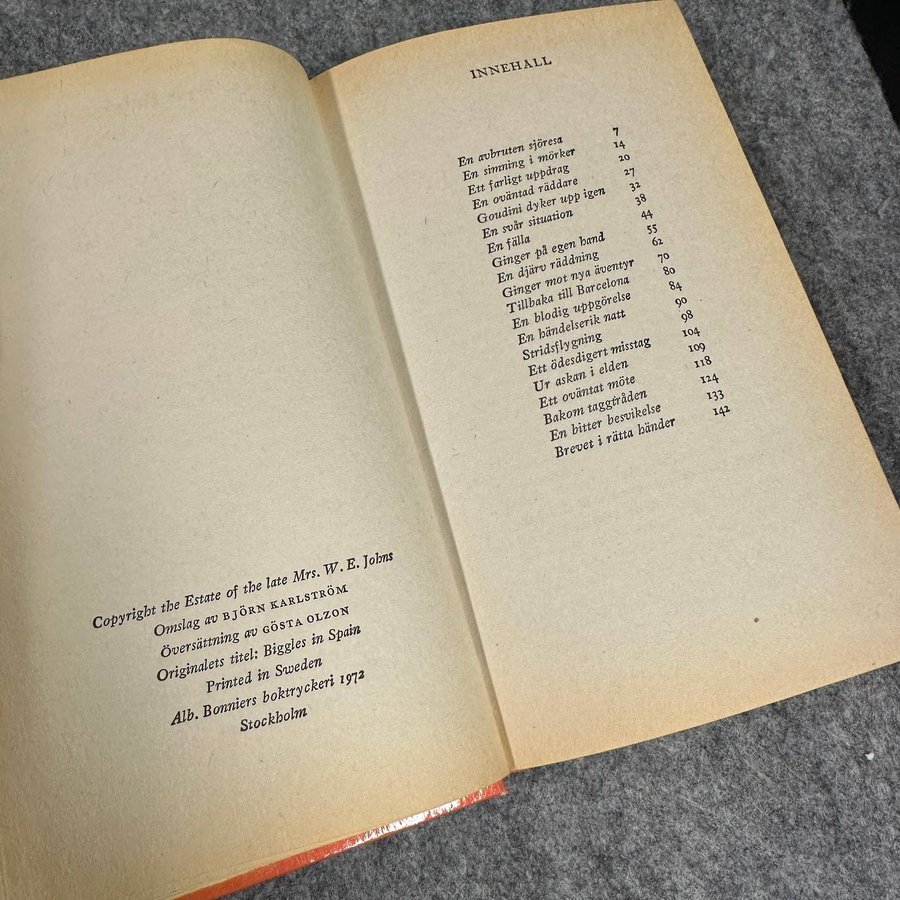 Copyright the Estate of the late Mrs. W. E. Johns
Omslag av BJÖRN KARLSTRÖM
Översättning av GÖSTA OLZON
Originalets titel: Biggles in Spain
Printed in Sweden
Alb. Bonniers boktryckeri 1972
Stockholm
INNEHALL
En avbruten sjöresa 7
En simning i mörker 14
Ett farligt uppdrag 20
En oväntad räddare 27
Goudini dyker upp igen 32
En svår situation 38
En fälla 44
Ginger på egen hand 55
En djärv räddning 62
Ginger mot nya äventyr 70
Tillbaka till Barcelona 80
En blodig uppgörelse 84
En händelserik natt 90
Stridsflygning 98
Ett ödesdigert misstag 104
Ur askan i elden 109
Ett oväntat möte 118
Bakom taggtråden 124
En bitter besvikelse 133
Brevet i rätta händer 142